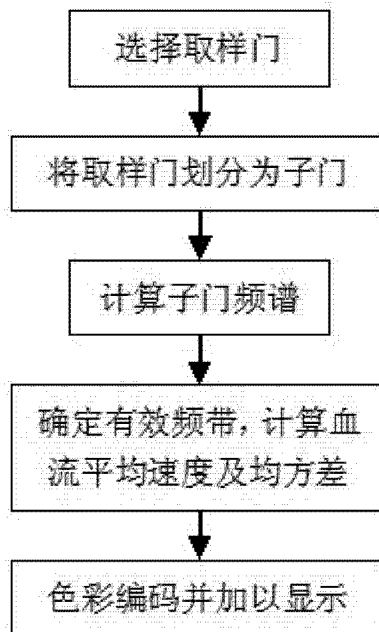 选择取样门
将取样门划分为子门
计算子门频谱
确定有效频带，计算血
流平均速度及均方差
色彩编码并加以显示